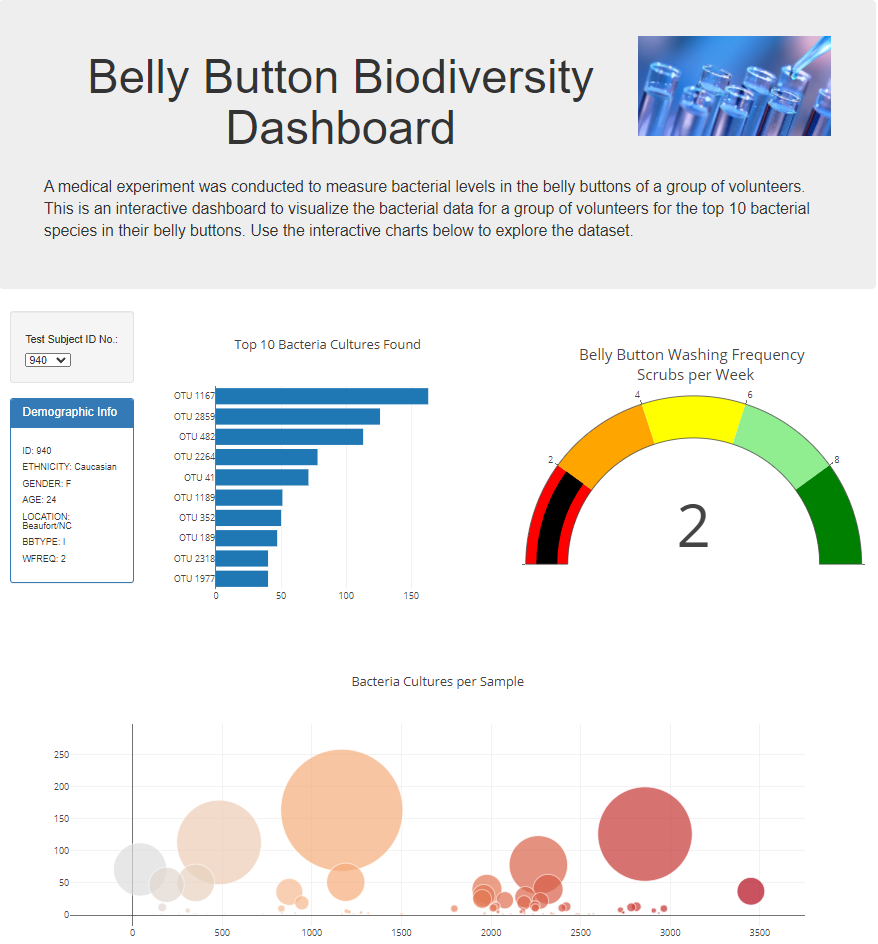 Belly Button Biodiversity
Dashboard
A medical experiment was conducted to measure bacterial levels in the belly buttons of a group of volunteers.
This is an interactive dashboard to visualize the bacterial data for a group of volunteers for the top 10 bacterial
species in their belly buttons. Use the interactive charts below to explore the dataset.
Test Subject ID No.:
940
Demographic Info
ID: 940
ETHNICITY: Caucasian
GENDER: F
AGE: 24
LOCATION:
Beaufort/NC
BBTYPE: I
WFREQ: 2
Top 10 Bacteria Cultures Found
OTU 1167
OTU 2859
OTU 482
OTU 2264
OTU 41
OTU 1189
OTU 352
OTU 189
OTU 2318
OTU 1977
0 50 100 150
Belly Button Washing Frequency
Scrubs per Week
4 6
2 8
2
Bacteria Cultures per Sample
250
200
150
100
50
0
0 500 1000 1500 2000 2500 3000 3500